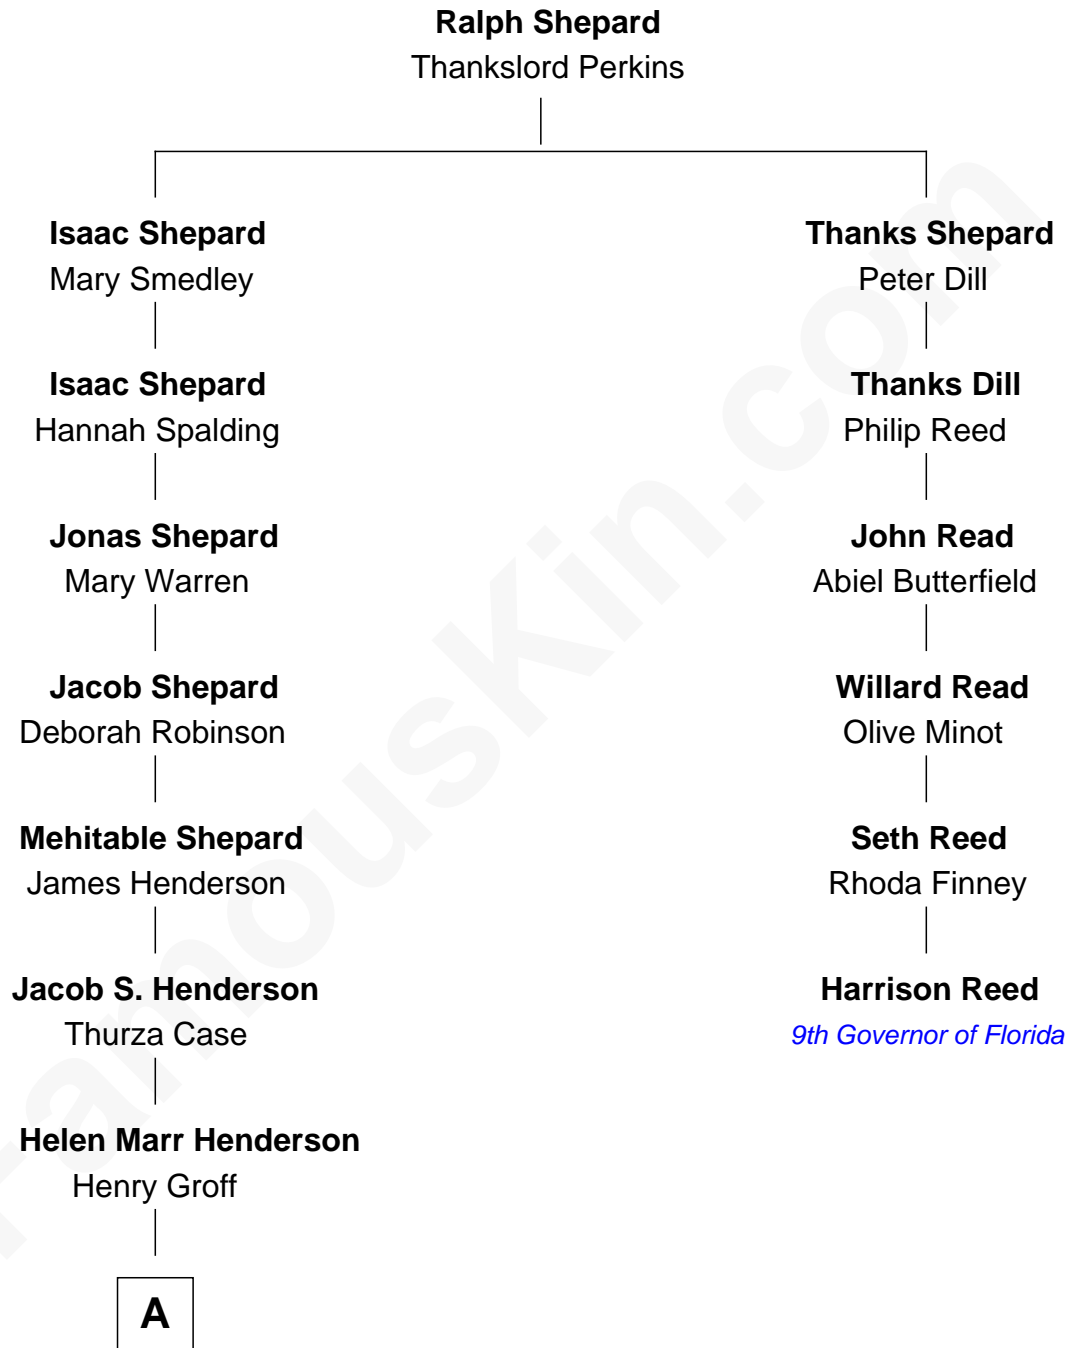 Ralph Shepard
Thankslord Perkins
Isaac Shepard
Mary Smedley
Thanks Shepard
Peter Dill
Isaac Shepard
Hannah Spalding
Thanks Dill
Philip Reed
Jonas Shepard
Mary Warren
John Read
Abiel Butterfield
Jacob Shepard
Deborah Robinson
Willard Read
Olive Minot
Mehitable Shepard
James Henderson
Seth Reed
Rhoda Finney
Jacob S. Henderson
Thurza Case
Harrison Reed
9th Governor of Florida
Helen Marr Henderson
Henry Groff
A
FamousKin.com